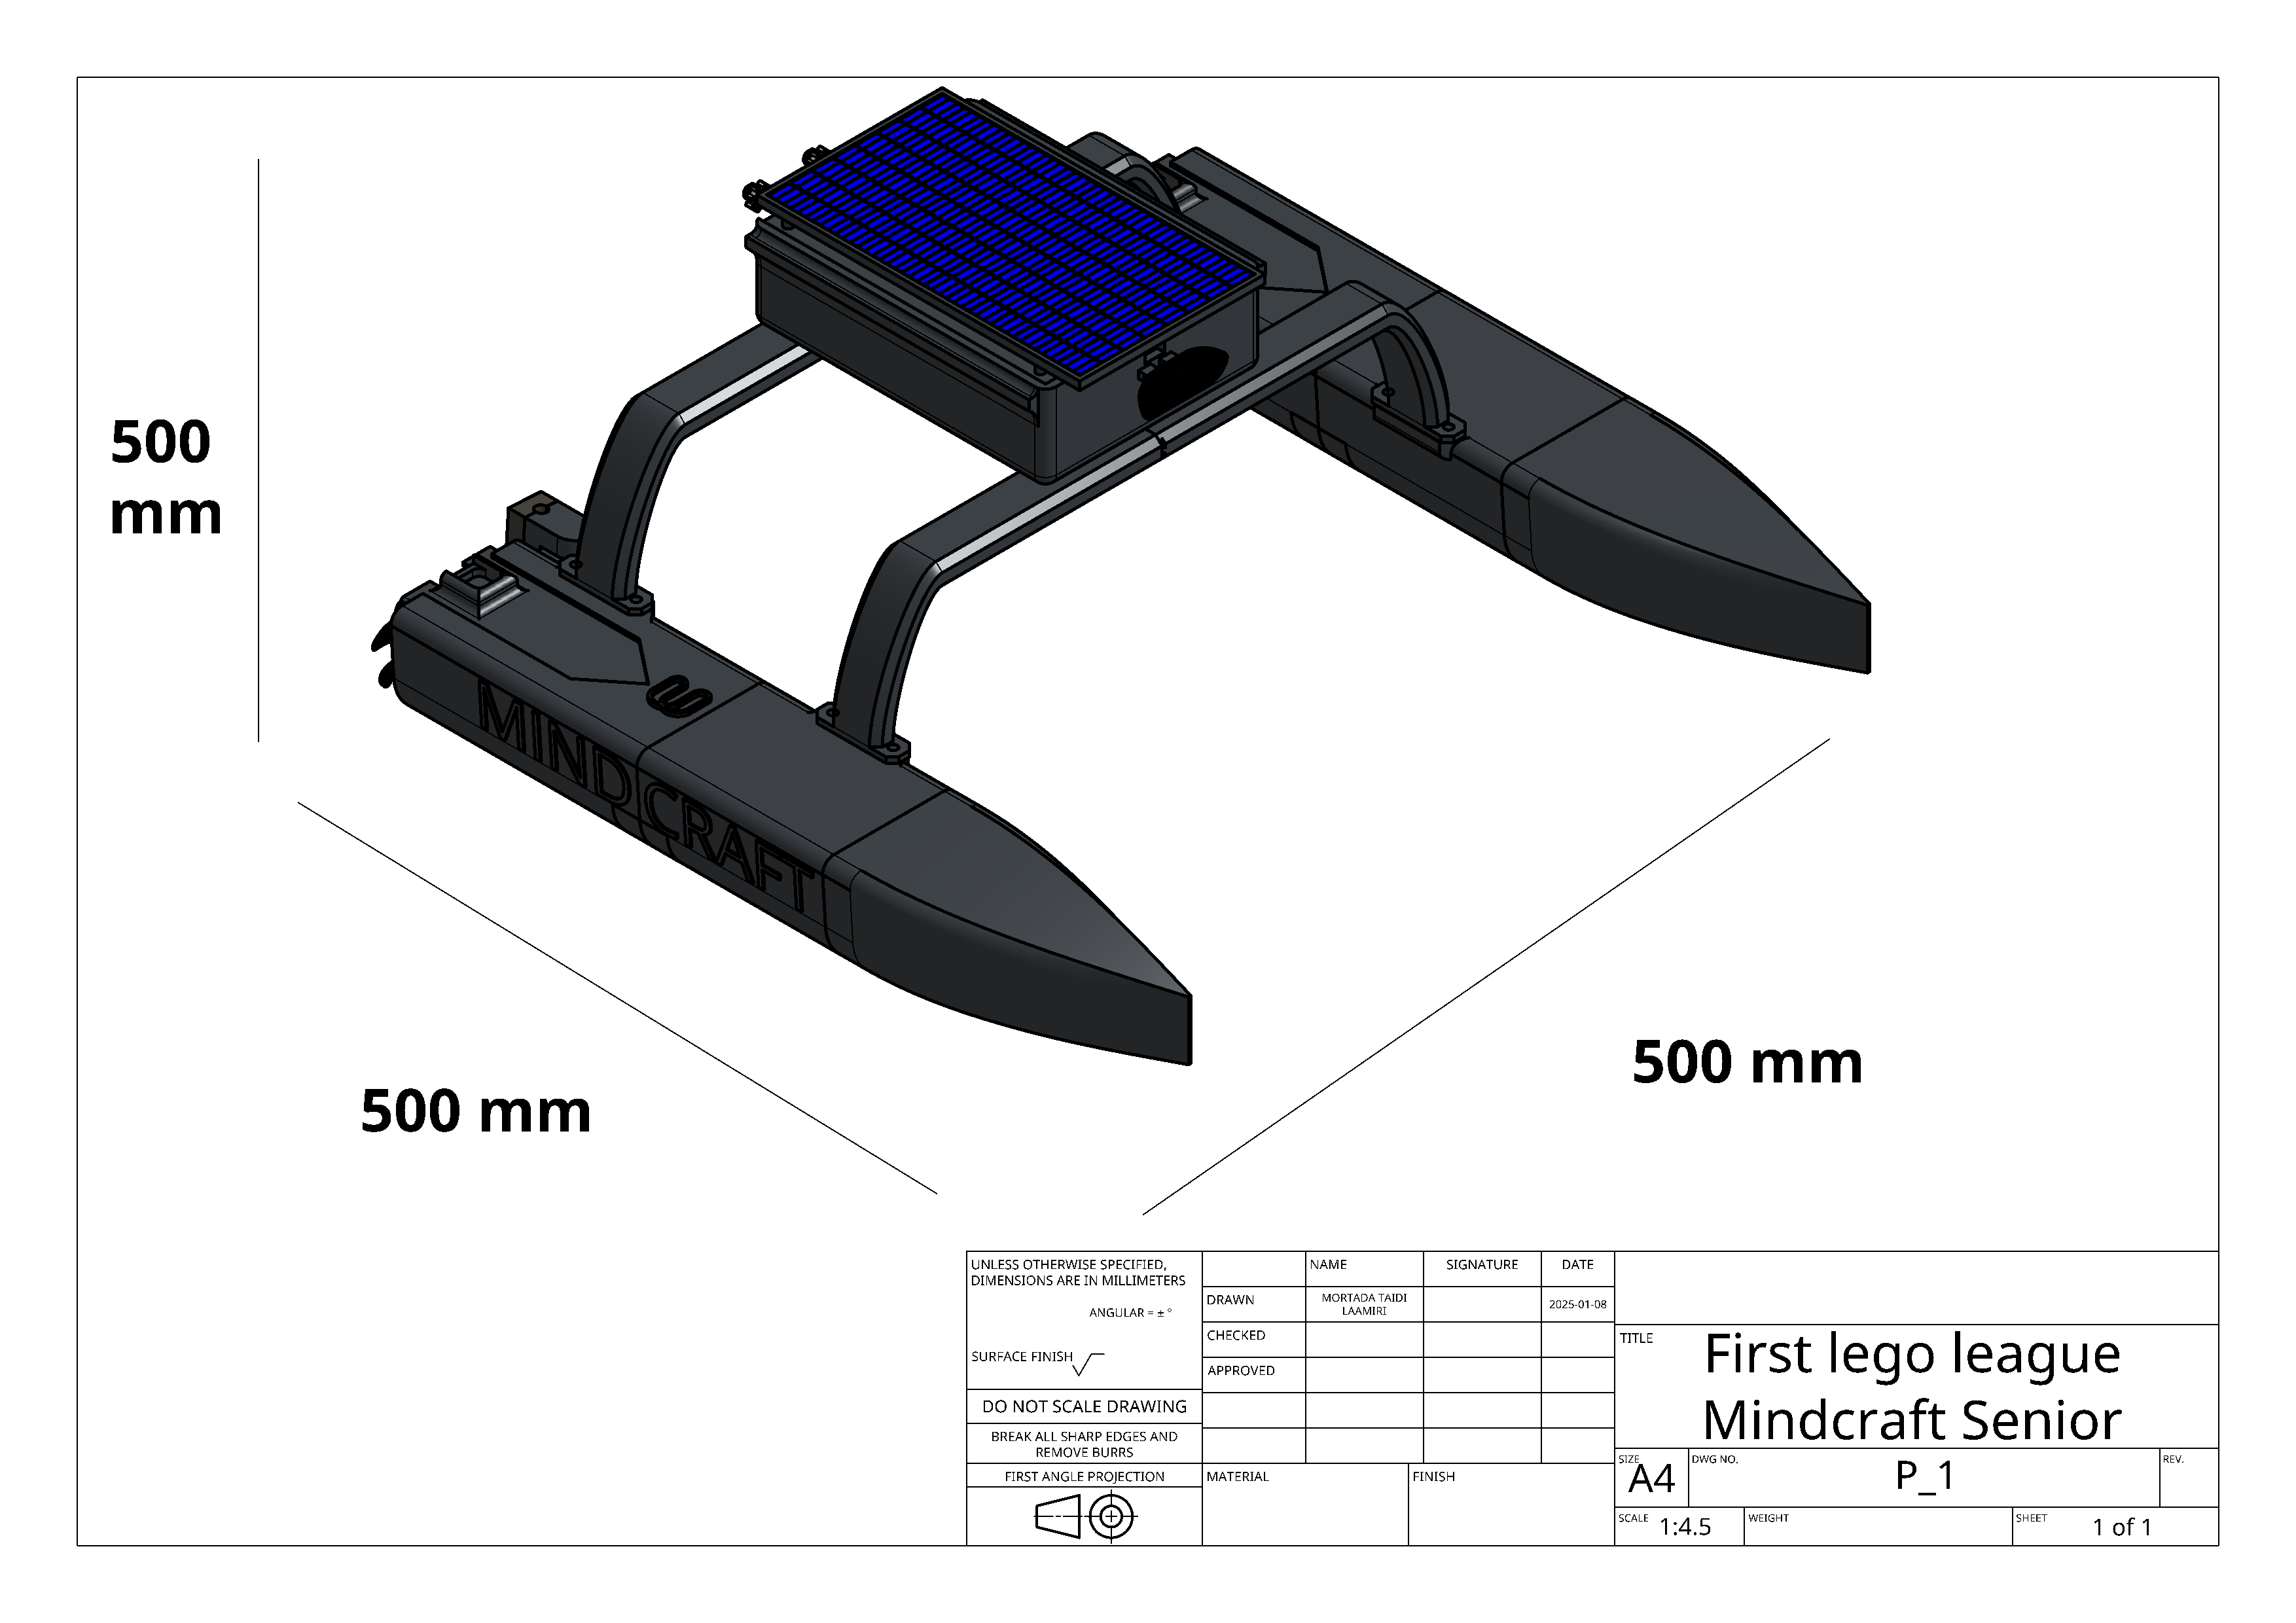 500
mm
MINDCRAFT
500 mm
500 mm
UNLESS OTHERWISE SPECIFIED,
DIMENSIONS ARE IN MILLIMETERS
ANGULAR = ± °
SURFACE FINISH
DO NOT SCALE DRAWING
BREAK ALL SHARP EDGES AND
REMOVE BURRS
FIRST ANGLE PROJECTION
NAME
SIGNATURE
DATE
DRAWN
MORTADA TAIDI
LAAMIRI
2025-01-08
CHECKED
APPROVED
MATERIAL
FINISH
TITLE
First lego league
Mindcraft Senior
SIZE
A4
DWG NO.
P_1
REV.
SCALE
1:4.5
WEIGHT
SHEET
1 of 1